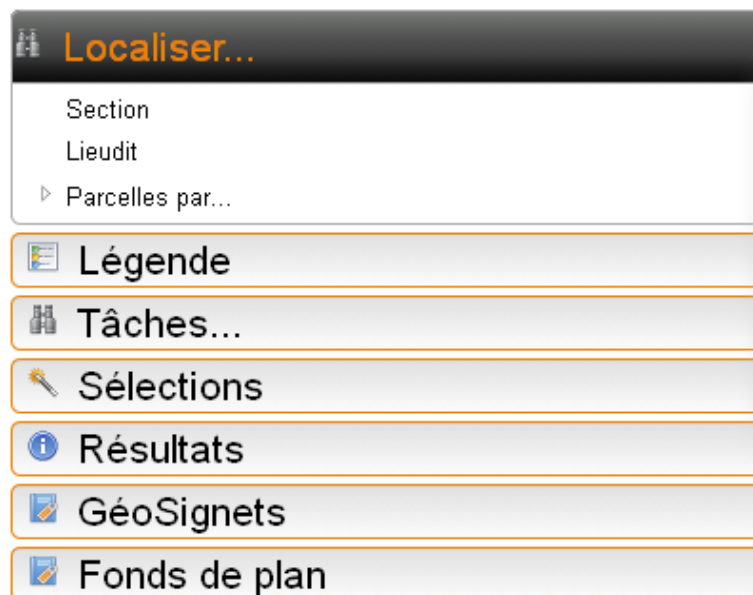 Localiser...
Section
Lieudit
Parcelles par...
Légende
Tâches...
Sélections
Résultats
GéoSignets
Fonds de plan